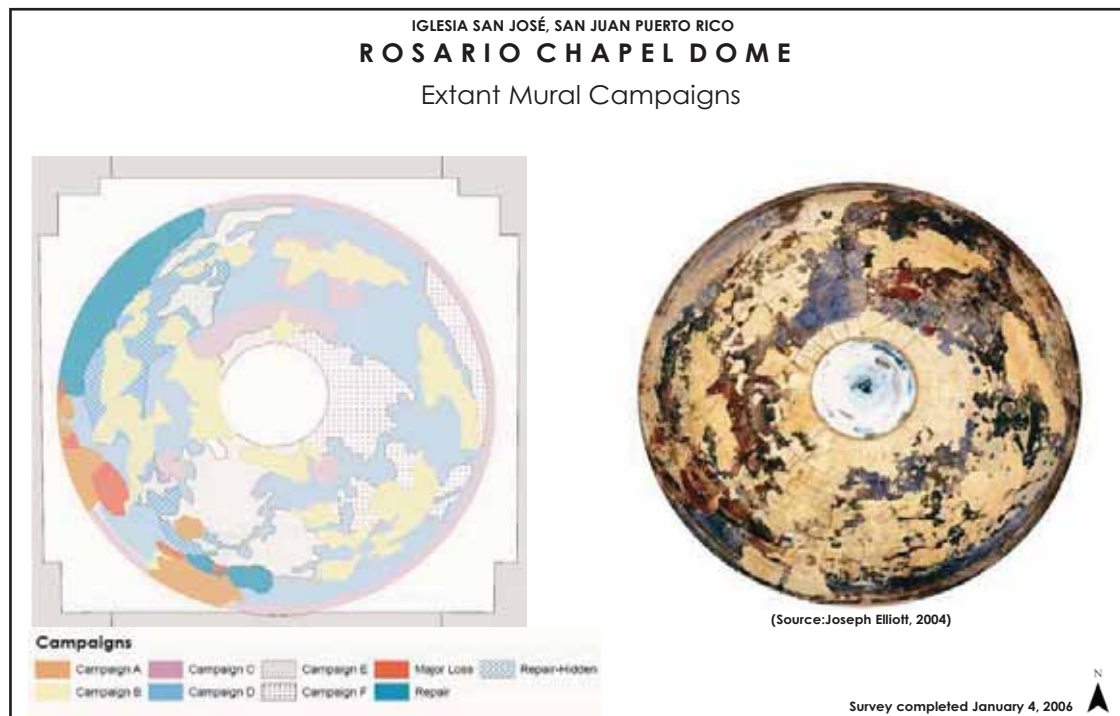 IGLESIA SAN JOSÉ, SAN JUAN PUERTO RICO
ROSARIO CHAPEL DOME
Extant Mural Campaigns
(Source:Joseph Elliott, 2004)
Campaigns
Campaign A
Campaign C
Campaign E
Major Loss
Repair-Hidden
Campaign B
Campaign D
Campaign F
Repair
N
Survey completed January 4, 2006